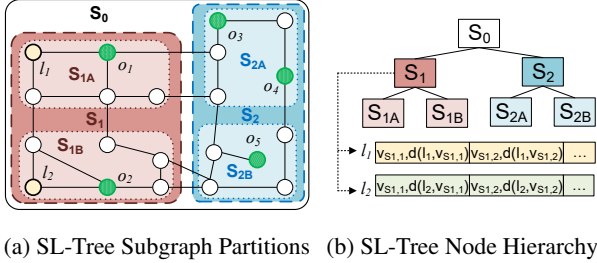 S0
S1A
l1
o1
S1
S1B
l2
o2
o3
S2A
o4
S2
o5
S2B
S0
S1
S2
S1A
S1B
S2A
S2B
l1
vS1,1,d(l1,vS1,1) vS1,2,d(l1,vS1,2) ...
l2
vS1,1,d(l2,vS1,1) vS1,2,d(l2,vS1,2) ...
(a) SL-Tree Subgraph Partitions
(b) SL-Tree Node Hierarchy